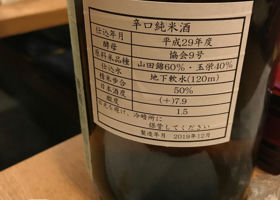 辛口純米酒
仕込年月 平成29年度
酵母 協会9号
原料米品種 山田錦60%・玉栄40%
仕込水 地下軟水(120m)
精米歩合 50%
日本酒度 (+)7.9
酸度 1.5
を避け、冷暗所に
してください
製造年月 2019年12月